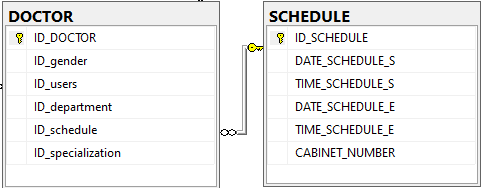 DOCTOR
ID_DOCTOR
ID_gender
ID_users
ID_department
ID_schedule
ID_specialization
SCHEDULE
ID_SCHEDULE
DATE_SCHEDULE_S
TIME_SCHEDULE_S
DATE_SCHEDULE_E
TIME_SCHEDULE_E
CABINET_NUMBER